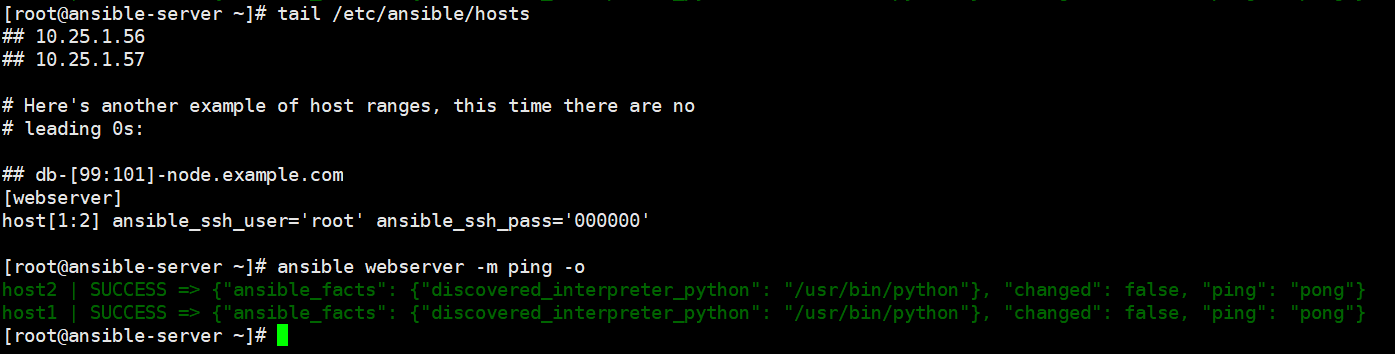 [root@ansible-server ~]# tail /etc/ansible/hosts
## 10.25.1.56
## 10.25.1.57
# Here's another example of host ranges, this time there are no
# leading 0s:
## db-[99:101]-node.example.com
[webserver]
host[1:2] ansible_ssh_user='root' ansible_ssh_pass='000000'
[root@ansible-server ~]# ansible webserver -m ping -o
host2 | SUCCESS => {"ansible_facts": {"discovered_interpreter_python": "/usr/bin/python"}, "changed": false, "ping": "pong"}
host1 | SUCCESS => {"ansible_facts": {"discovered_interpreter_python": "/usr/bin/python"}, "changed": false, "ping": "pong"}
[root@ansible-server ~]#